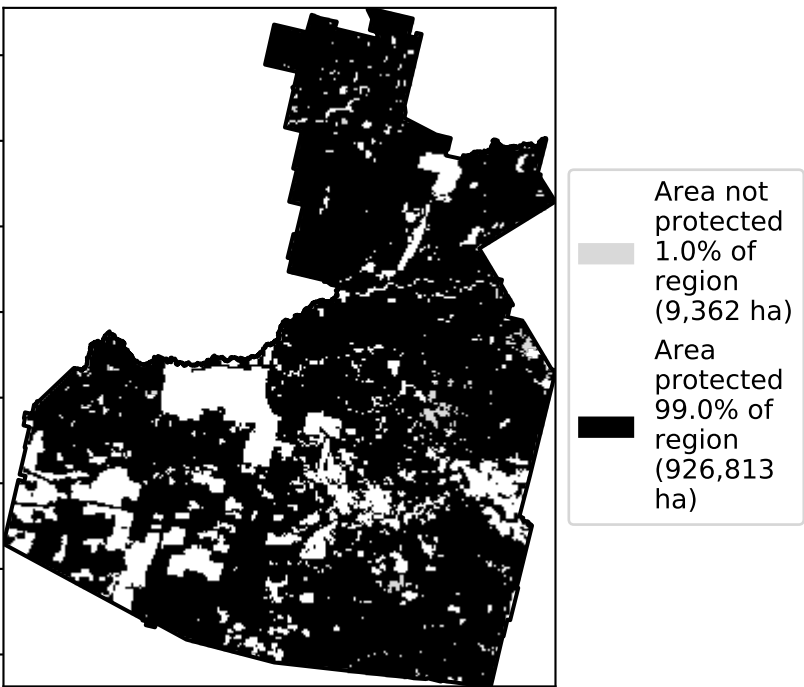 Area not
protected
1.0% of
region
(9,362 ha)
Area
protected
99.0% of
region
(926,813
ha)